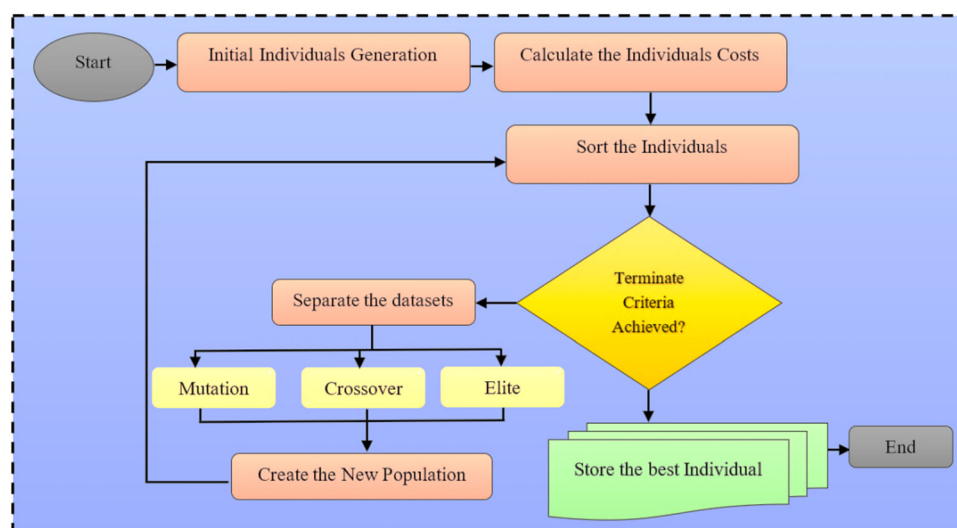 Start
Initial Individuals Generation
Calculate the Individuals Costs
Sort the Individuals
Terminate
Criteria
Achieved?
Separate the datasets
Mutation
Crossover
Elite
Create the New Population
Store the best Individual
End